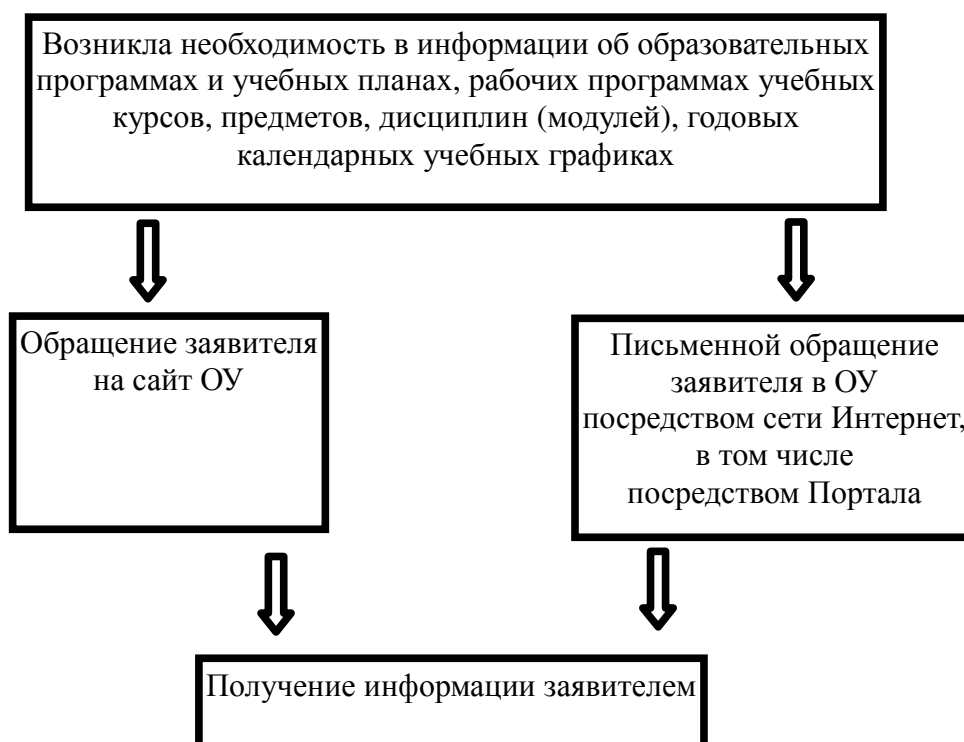 Возникла необходимость в информации об образовательных
программах и учебных планах, рабочих программах учебных
курсов, предметов, дисциплин (модулей), годовых
календарных учебных графиках
Обращение заявителя
на сайт ОУ
Письменной обращение
заявителя в ОУ
посредством сети Интернет,
в том числе
посредством Портала
Получение информации заявителем